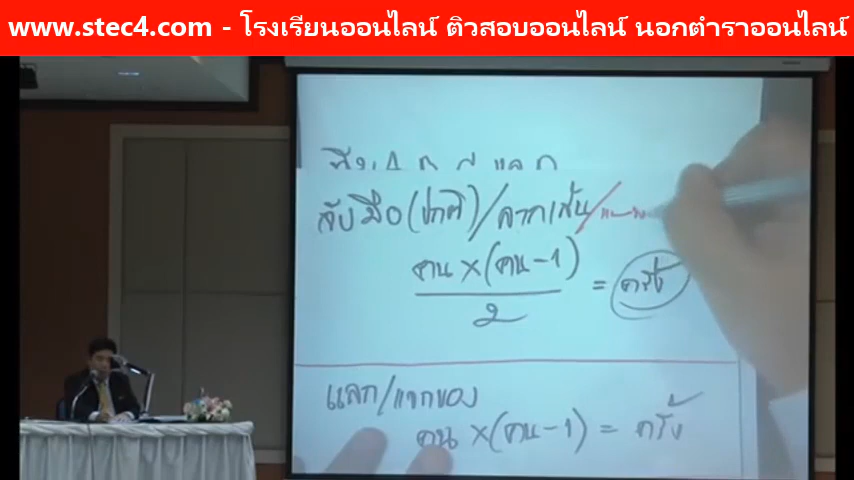 www.stec4.com - โรงเรียนออนไลน์ ติวสอบออนไลน์ นอกตำราออนไลน์
จับมือ(ปกติ)/ลากเส้น/
คน×(คน-1)
2
= ครั้ง
แลก/แจกของ
คน×(คน-1) = ครั้ง